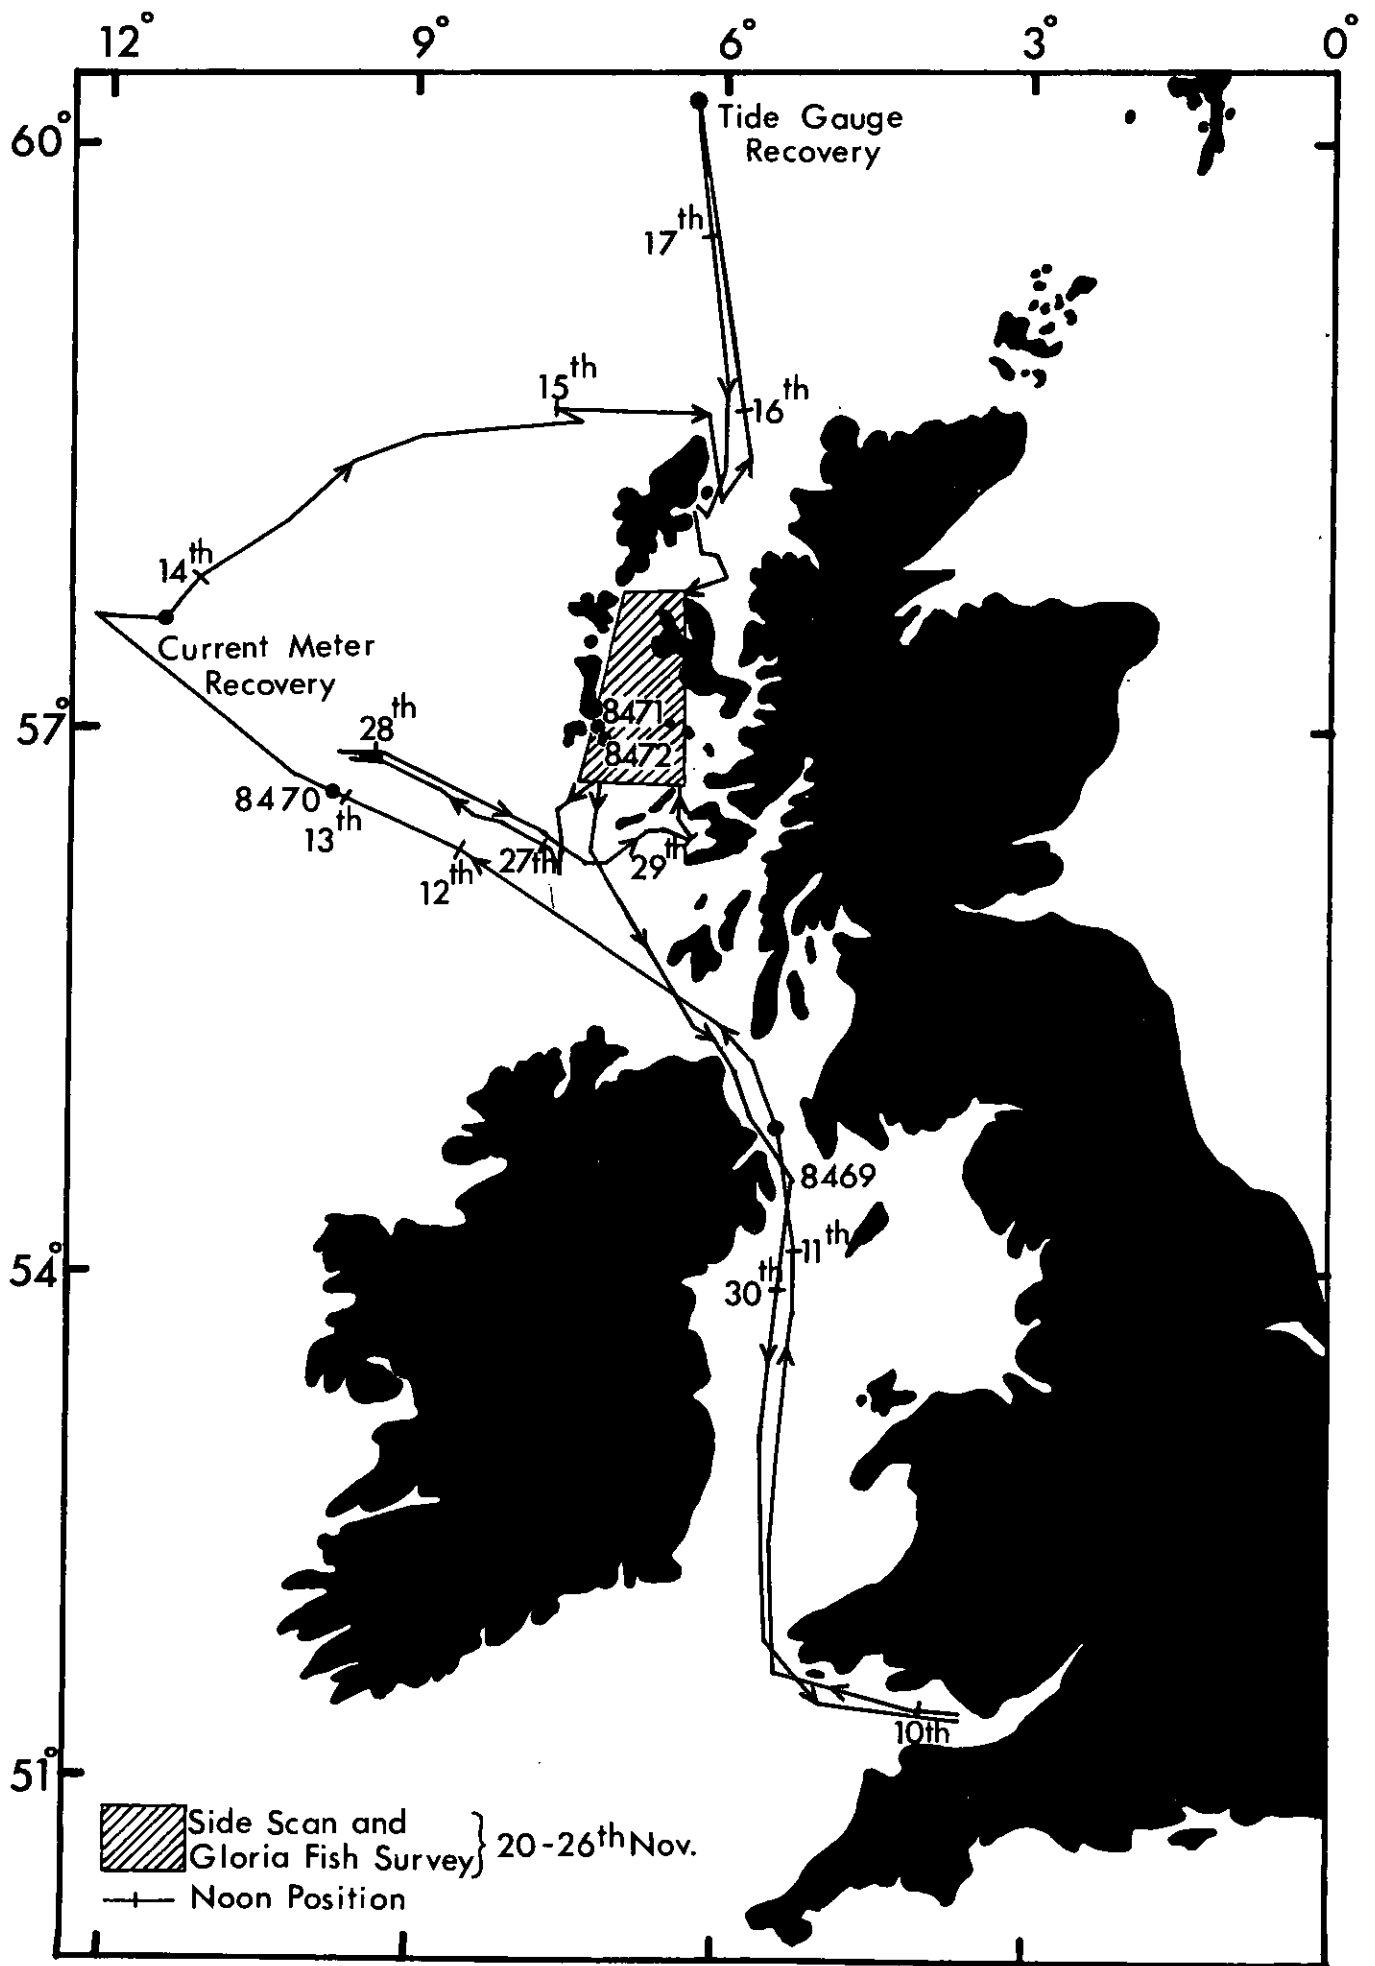 12° 9° 6° 3° 0°
60°
Tide Gauge
Recovery
17th
15th
16th
14th
Current Meter
Recovery
57°
28th
8471
8472
8470
13th
12th
27th
29th
8469
54°
11th
30th
10th
51°
Side Scan and
Gloria Fish Survey } 20-26th Nov.
Noon Position